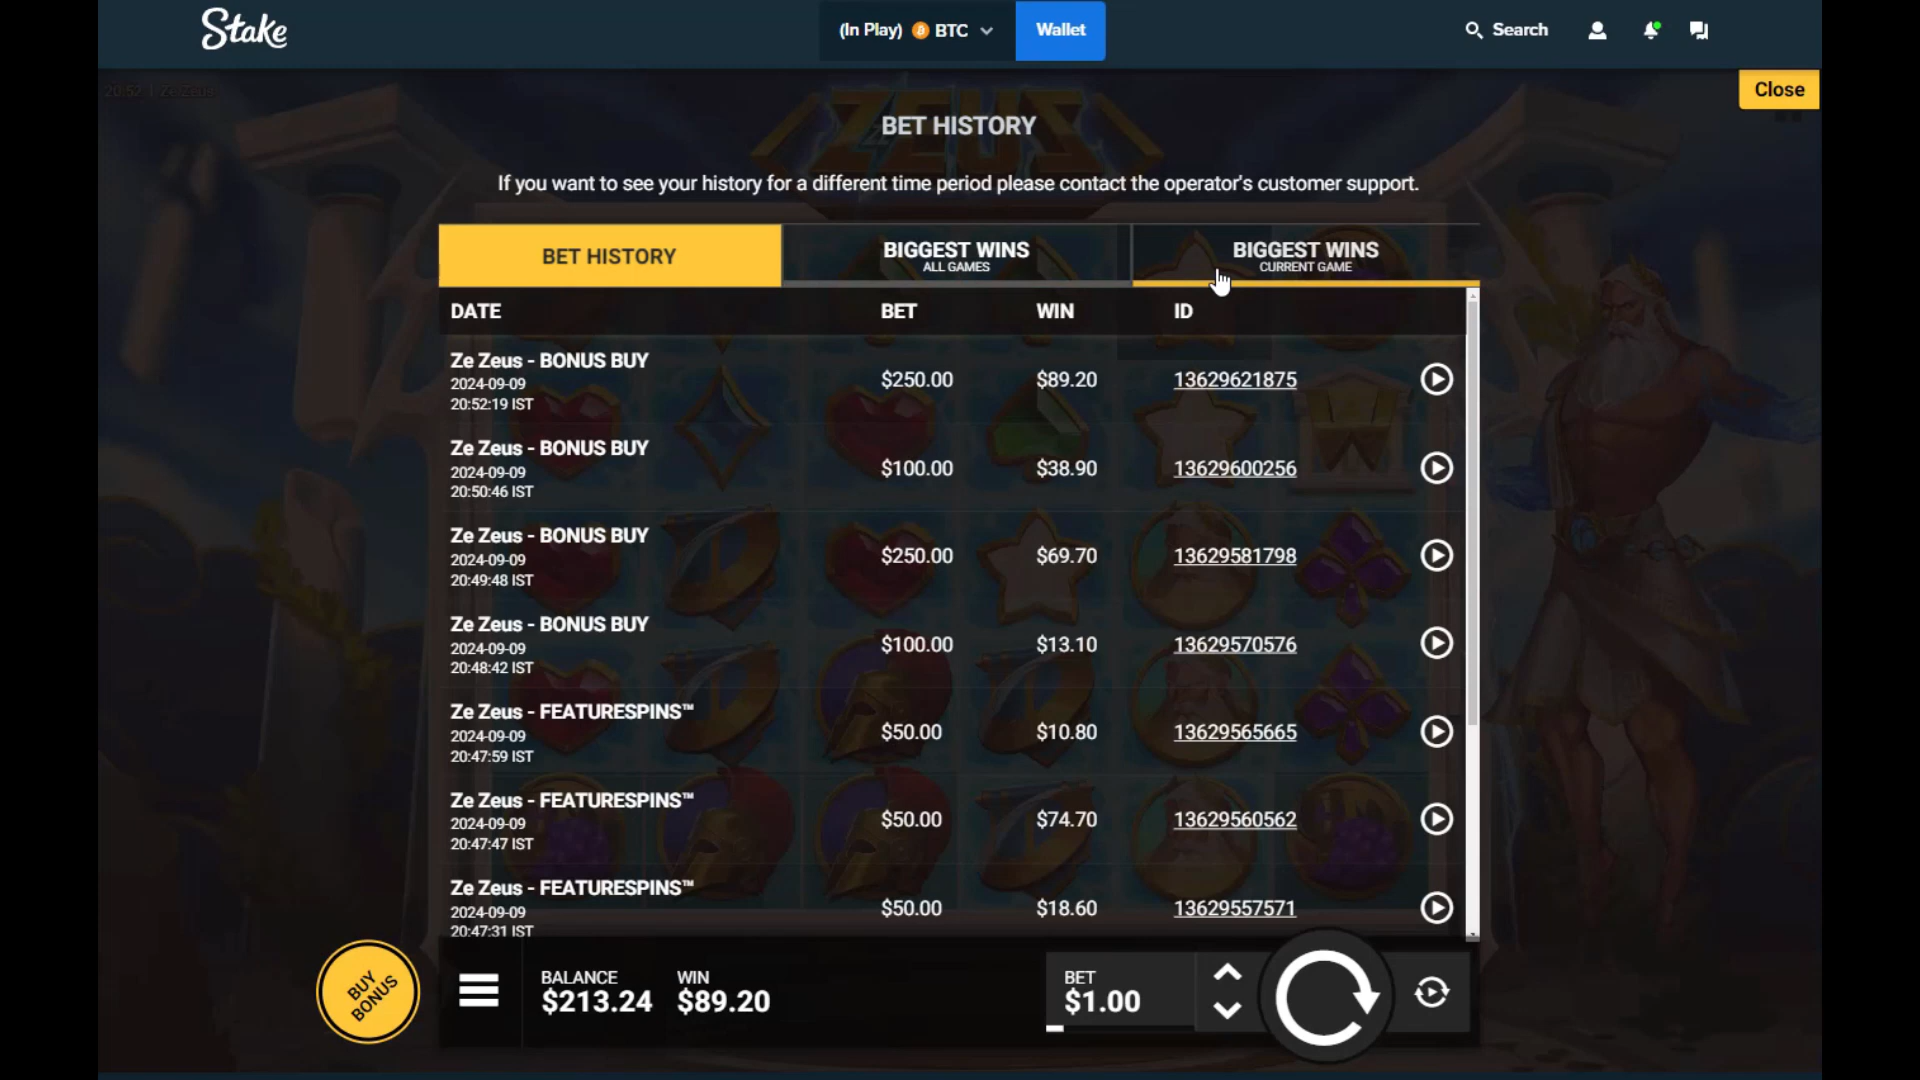 Stake
(In Play) BTC
Wallet
Search
20:52 | Ze Zeus
Close
ZEUS
BET HISTORY
If you want to see your history for a different time period please contact the operator's customer support.
BET HISTORY
BIGGEST WINS
ALL GAMES
BIGGEST WINS
CURRENT GAME
DATE BET WIN ID
Ze Zeus - BONUS BUY
2024-09-09
20:52:19 IST
$250.00 $89.20 13629621875
Ze Zeus - BONUS BUY
2024-09-09
20:50:46 IST
$100.00 $38.90 13629600256
Ze Zeus - BONUS BUY
2024-09-09
20:49:48 IST
$250.00 $69.70 13629581798
Ze Zeus - BONUS BUY
2024-09-09
20:48:42 IST
$100.00 $13.10 13629570576
Ze Zeus - FEATURESPINS™
2024-09-09
20:47:59 IST
$50.00 $10.80 13629565665
Ze Zeus - FEATURESPINS™
2024-09-09
20:47:47 IST
$50.00 $74.70 13629560562
Ze Zeus - FEATURESPINS™
2024-09-09
20:47:31 IST
$50.00 $18.60 13629557571
BUY
BONUS
BALANCE
$213.24
WIN
$89.20
BET
$1.00